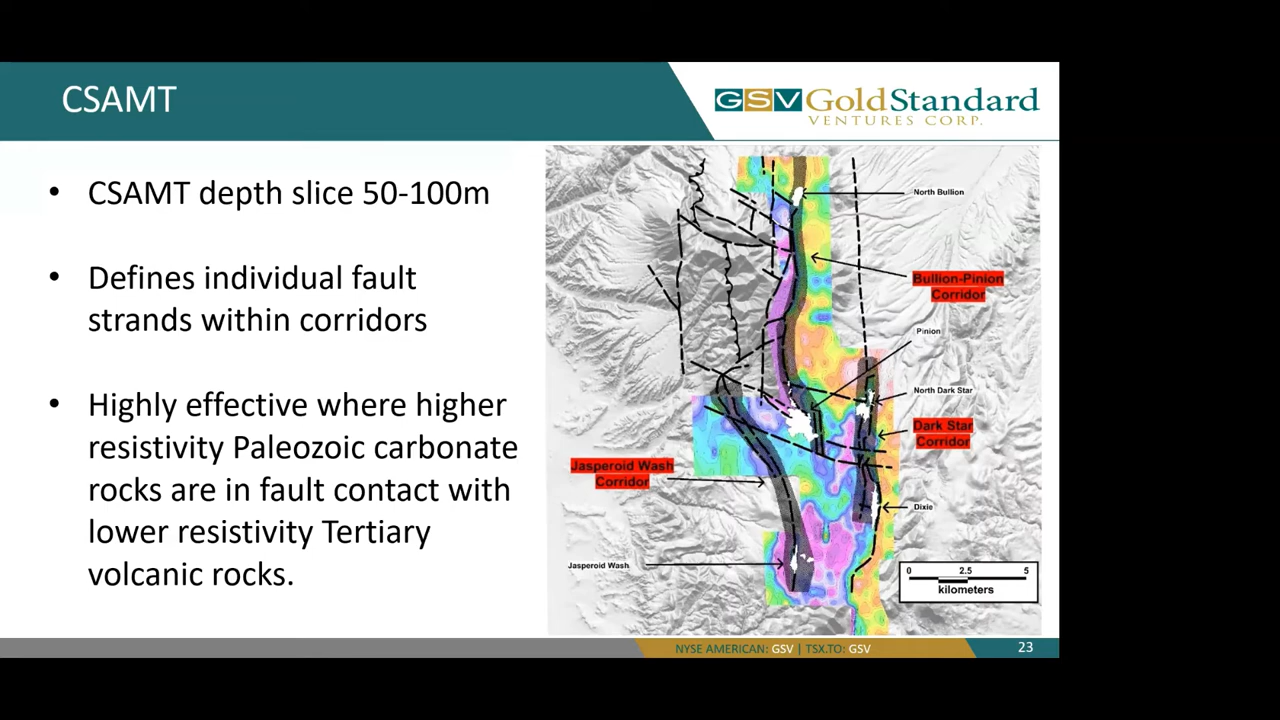 CSAMT
GSV GoldStandard
VENTURES CORP.
• CSAMT depth slice 50-100m
• Defines individual fault
strands within corridors
• Highly effective where higher
resistivity Paleozoic carbonate
rocks are in fault contact with
lower resistivity Tertiary
volcanic rocks.
North Bullion
Bullion-Pinion
Corridor
Pinion
North Dark Star
Dark Star
Corridor
Jasperoid Wash
Corridor
Dixie
Jasperoid Wash
0 2.5 5
kilometers
NYSE AMERICAN: GSV | TSX.TO: GSV
23